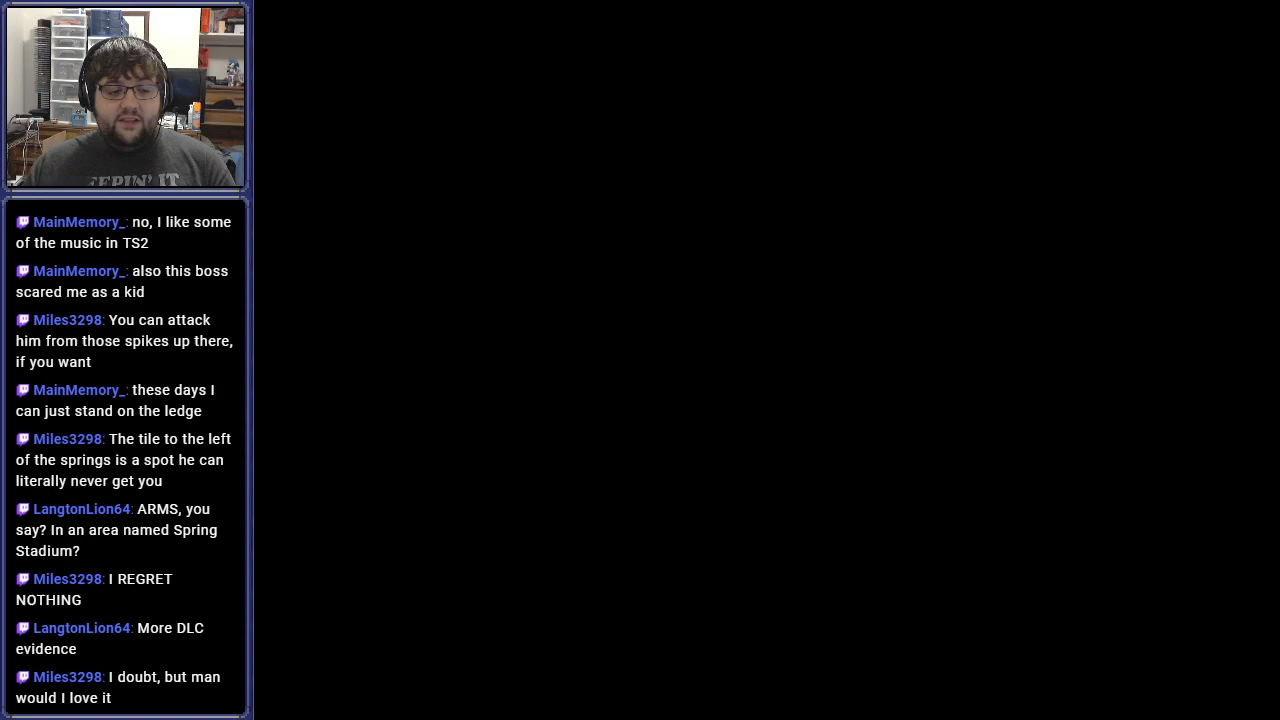 EEPIN' IT
MainMemory_: no, I like some
of the music in TS2
MainMemory_: also this boss
scared me as a kid
Miles3298: You can attack
him from those spikes up there,
if you want
MainMemory_: these days I
can just stand on the ledge
Miles3298: The tile to the left
of the springs is a spot he can
literally never get you
LangtonLion64: ARMS, you
say? In an area named Spring
Stadium?
Miles3298: I REGRET
NOTHING
LangtonLion64: More DLC
evidence
Miles3298: I doubt, but man
would I love it